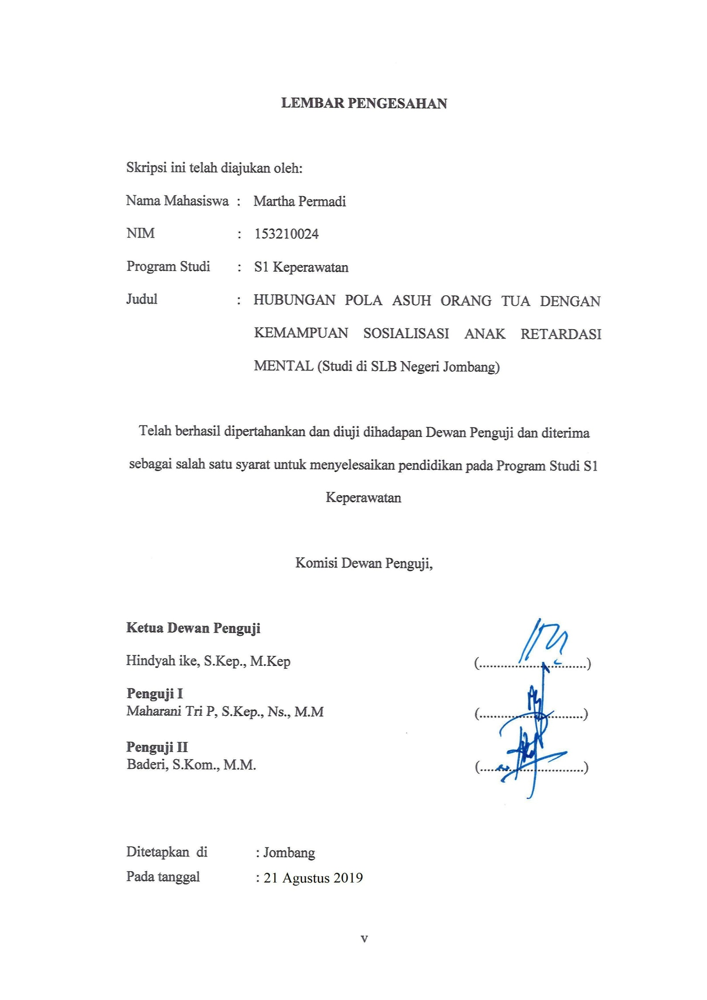 LEMBAR PENGESAHAN
Skripsi ini telah diajukan oleh:
Nama Mahasiswa : Martha Permadi
NIM : 153210024
Program Studi : S1 Keperawatan
Judul : HUBUNGAN POLA ASUH ORANG TUA DENGAN
KEMAMPUAN SOSIALISASI ANAK RETARDASI
MENTAL (Studi di SLB Negeri Jombang)
Telah berhasil dipertahankan dan diuji dihadapan Dewan Penguji dan diterima
sebagai salah satu syarat untuk menyelesaikan pendidikan pada Program Studi S1
Keperawatan
Komisi Dewan Penguji,
Ketua Dewan Penguji
Hindyah ike, S.Kep., M.Kep (..............................)
Penguji I
Maharani Tri P, S.Kep., Ns., M.M (.............................)
Penguji II
Baderi, S.Kom., M.M. (.............................)
Ditetapkan di : Jombang
Pada tanggal : 21 Agustus 2019
v